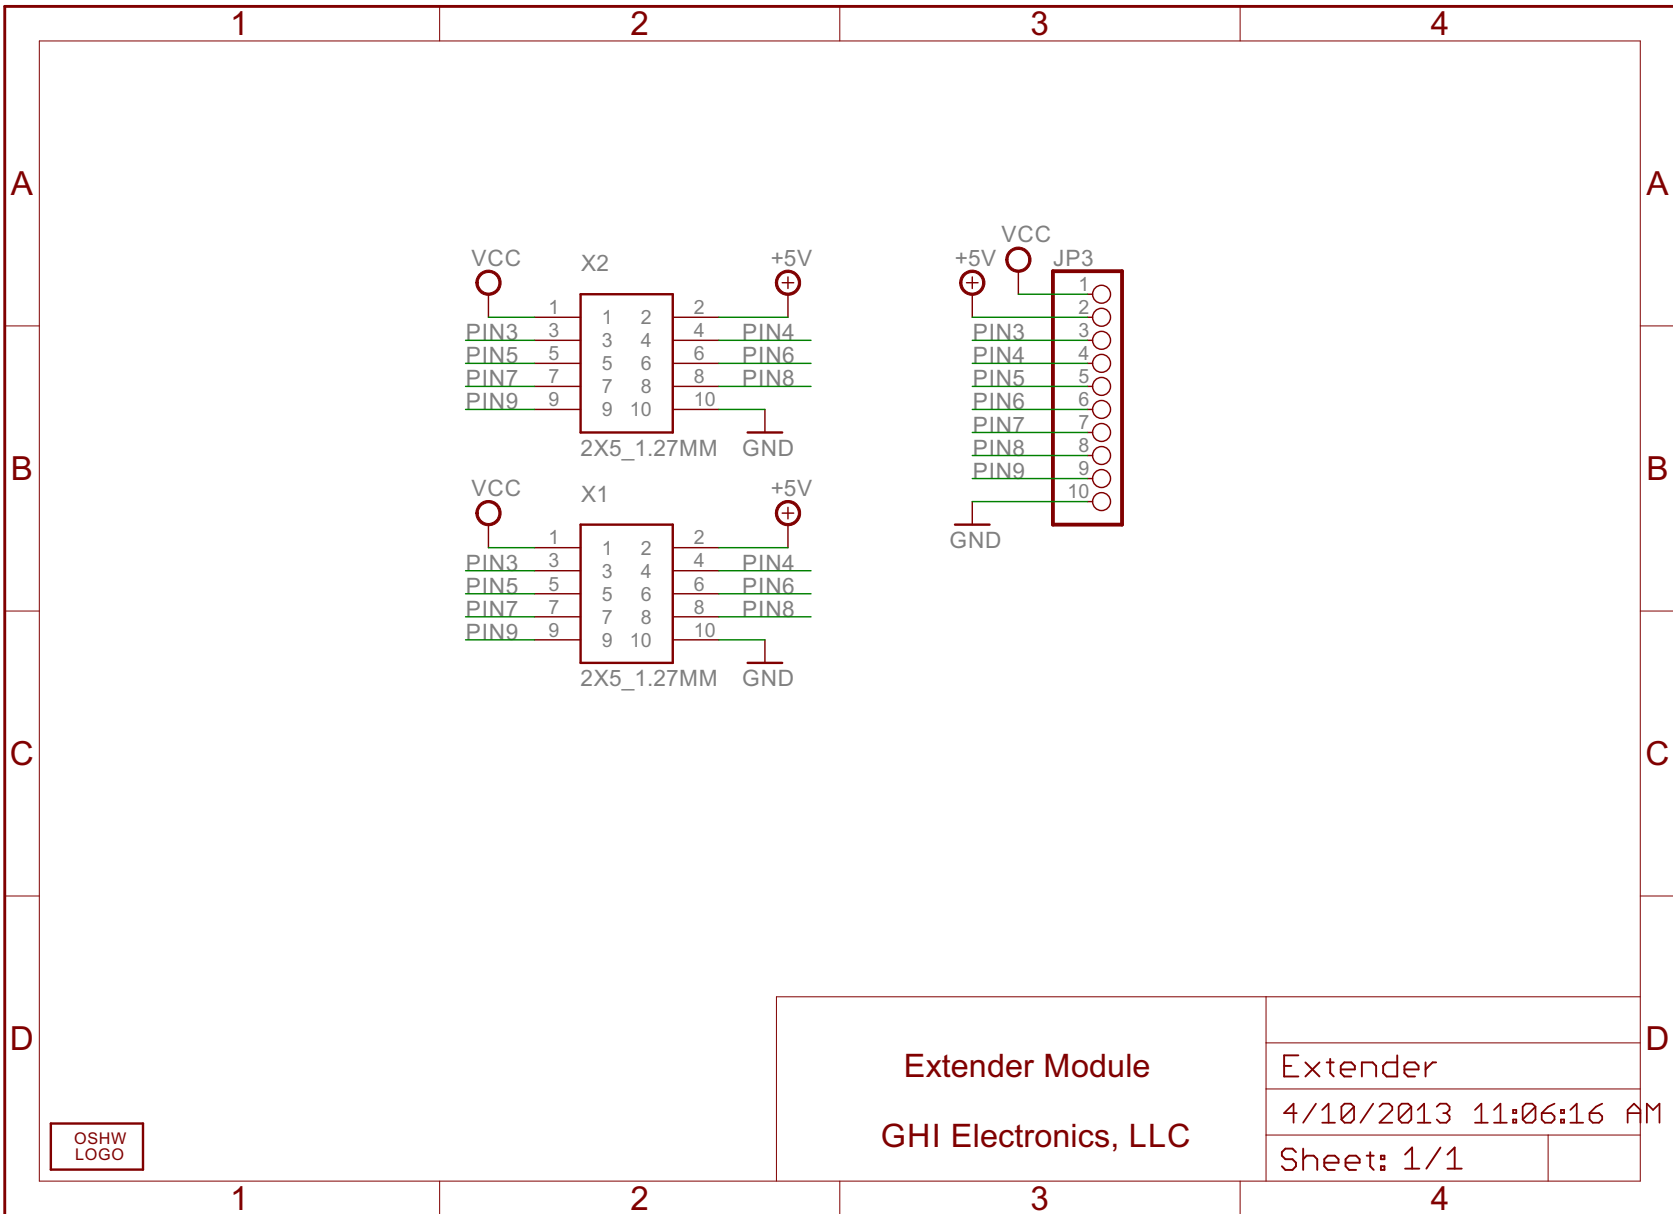 1 2 3 4
A A
VCC
VCC X2 +5V +5V JP3
1 1 2 2 1
PIN3 3 3 4 4 PIN4 2
PIN5 5 5 6 6 PIN6 PIN3 3
PIN7 7 7 8 8 PIN8 PIN4 4
PIN9 9 9 10 10 PIN5 5
2X5_1.27MM GND PIN6 6
PIN7 7
PIN8 8
PIN9 9
10
GND
B B
VCC X1 +5V
1 1 2 2
PIN3 3 3 4 4 PIN4
PIN5 5 5 6 6 PIN6
PIN7 7 7 8 8 PIN8
PIN9 9 9 10 10
2X5_1.27MM GND
C C
D D
Extender Module
GHI Electronics, LLC
Extender
4/10/2013 11:06:16 AM
Sheet: 1/1
OSHW
LOGO
1 2 3 4